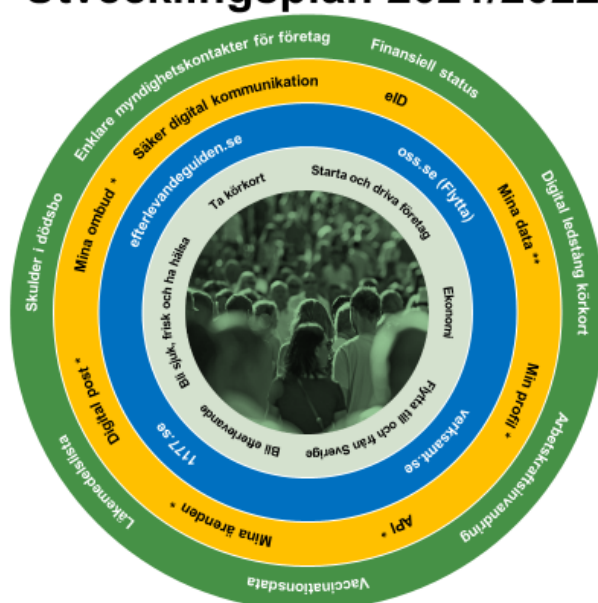 Utvecklingsplan 2021/2022
Enklare myndighetskontakter för företag
Finansiell status
Digital ledstång körkort
Arbetskraftsinvandring
Vaccinationsdata
Läkemedelslista
Skulder i dödsbo
Säker digital kommunikation
eID
Mina data **
Min profil *
API *
Mina ärenden *
Digital post *
Mina ombud *
efterlevandeguiden.se
oss.se (Flytta)
verksamt.se
1177.se
Ta körkort
Starta och driva företag
Ekonomi
Flytta till och från Sverige
Bli efterlevande
Bli sjuk, frisk och ha hälsa